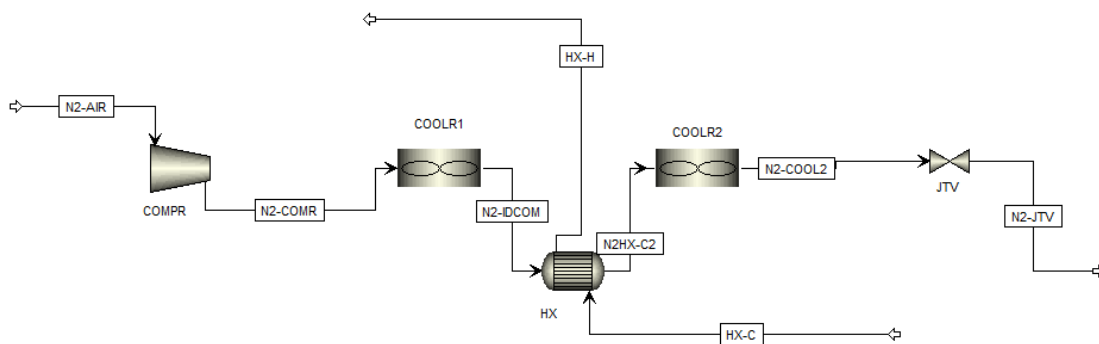 HX-H
N2-AIR
COOLR1
COOLR2
N2-COOL2
JTV
COMPR
N2-COMR
N2-IDCOM
N2-JTV
N2HX-C2
HX
HX-C